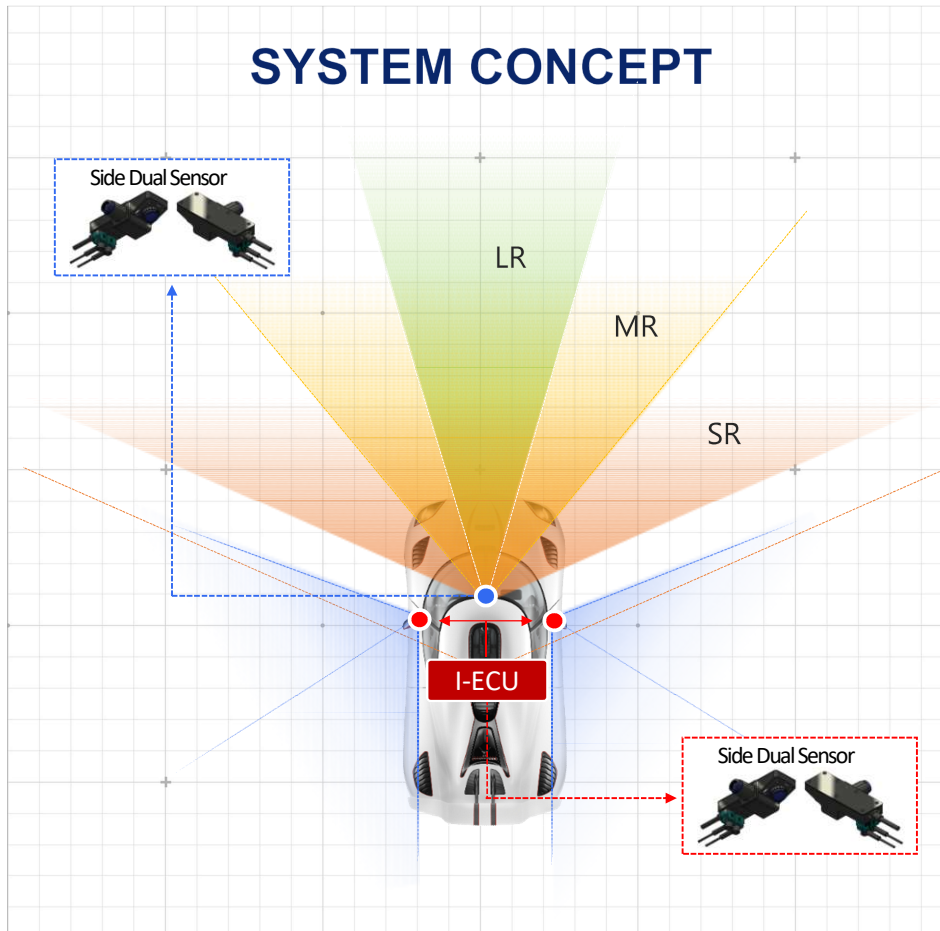 SYSTEM CONCEPT
Side Dual Sensor
LR
MR
SR
I-ECU
Side Dual Sensor